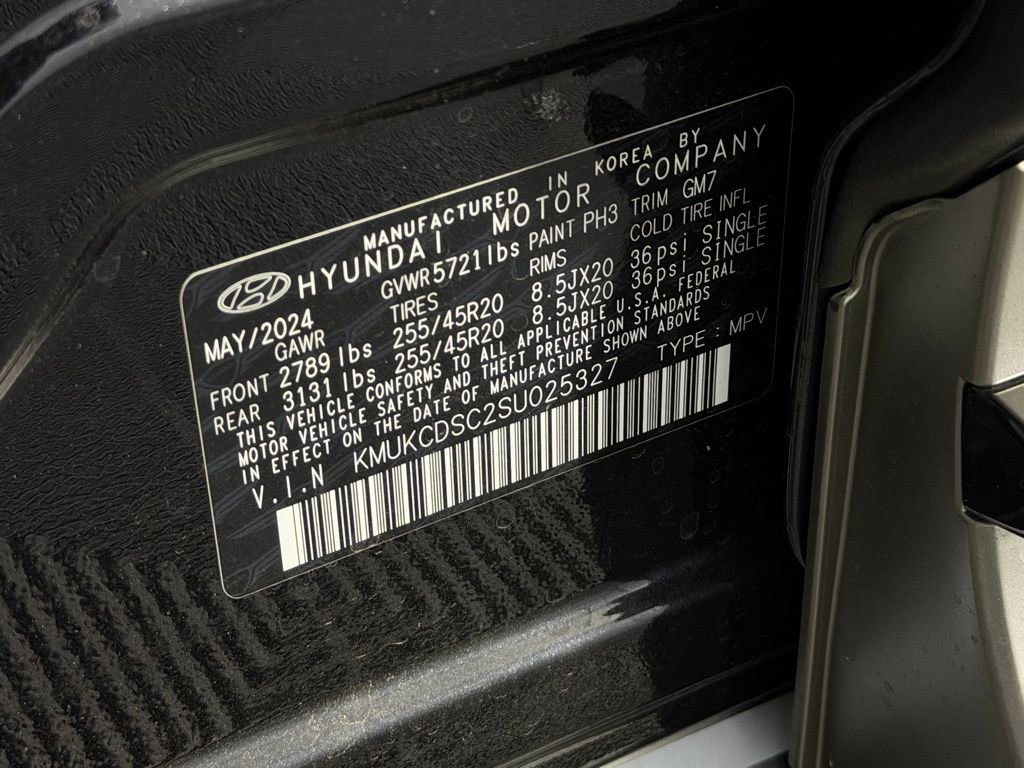 MANUFACTURED IN KOREA BY
HYUNDAI MOTOR COMPANY
MAY/2024 GVWR 5721 lbs PAINT PH3 TRIM GM7
GAWR TIRES RIMS COLD TIRE INFL
FRONT 2789 lbs 255/45R20 8.5JX20 36psi SINGLE
REAR 3131 lbs 255/45R20 8.5JX20 36psi SINGLE
THIS VEHICLE CONFORMS TO ALL APPLICABLE U.S.A. FEDERAL
MOTOR VEHICLE SAFETY AND THEFT PREVENTION STANDARDS
IN EFFECT ON THE DATE OF MANUFACTURE SHOWN ABOVE
V.I.N KMUKCDSC2SU025327 TYPE : MPV